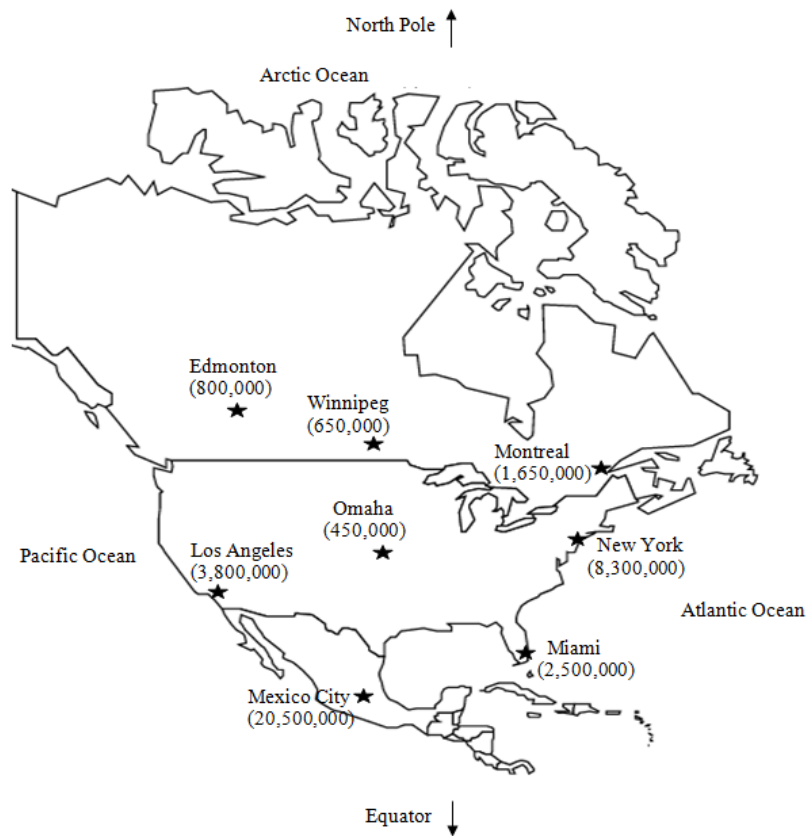 North Pole
Arctic Ocean
Edmonton
(800,000)
Winnipeg
(650,000)
Montreal
(1,650,000)
Omaha
(450,000)
Pacific Ocean
Los Angeles
(3,800,000)
New York
(8,300,000)
Atlantic Ocean
Miami
(2,500,000)
Mexico City
(20,500,000)
Equator